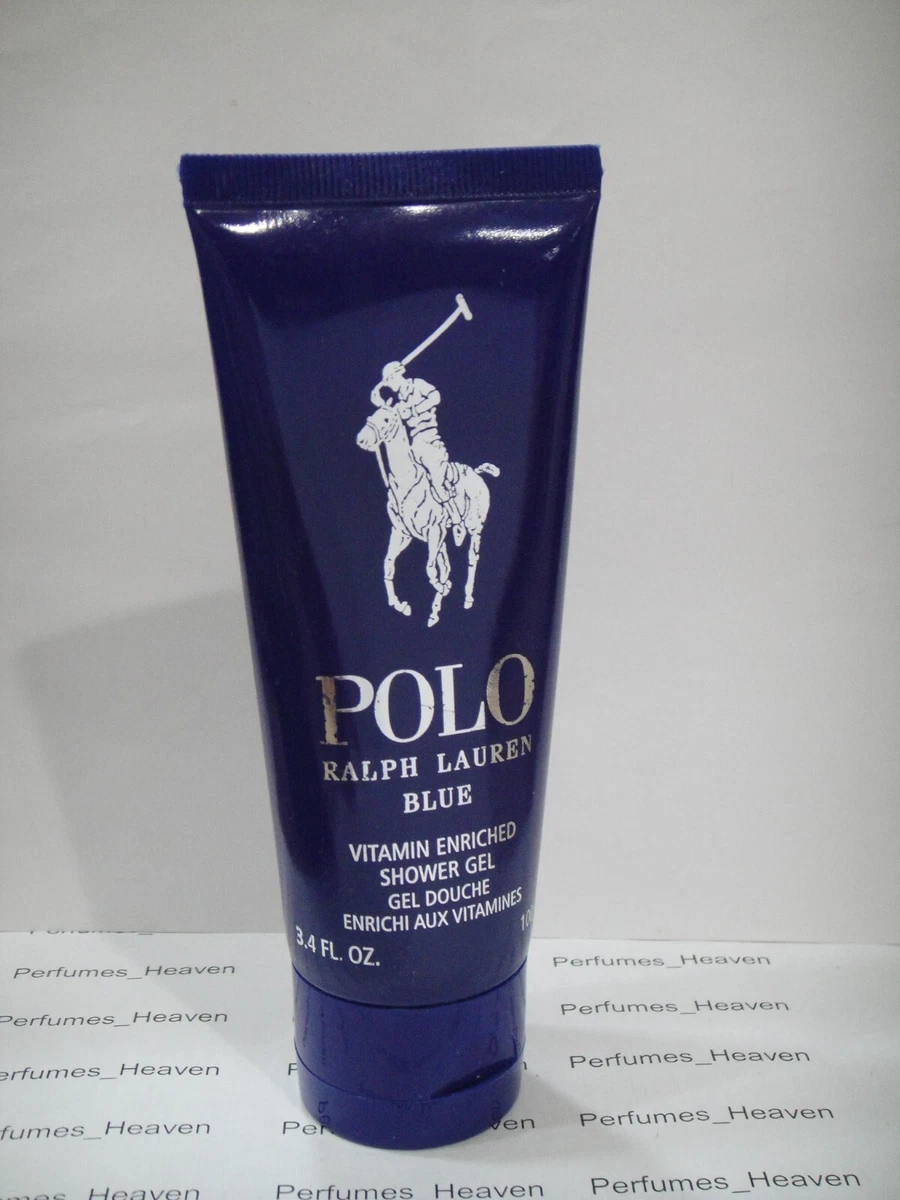 POLO
RALPH LAUREN
BLUE
VITAMIN ENRICHED
SHOWER GEL
GEL DOUCHE
ENRICHI AUX VITAMINES
3.4 FL. OZ.
Perfumes_Heaven Perfumes_Heaven
Perfumes_Heaven Perfumes_Heaven
Perfumes_Heaven Perfumes_Heaven
Perfumes_Heaven Perfumes_Heaven
Perfumes_Heaven Perfumes_Heaven Perfumes_Heaven